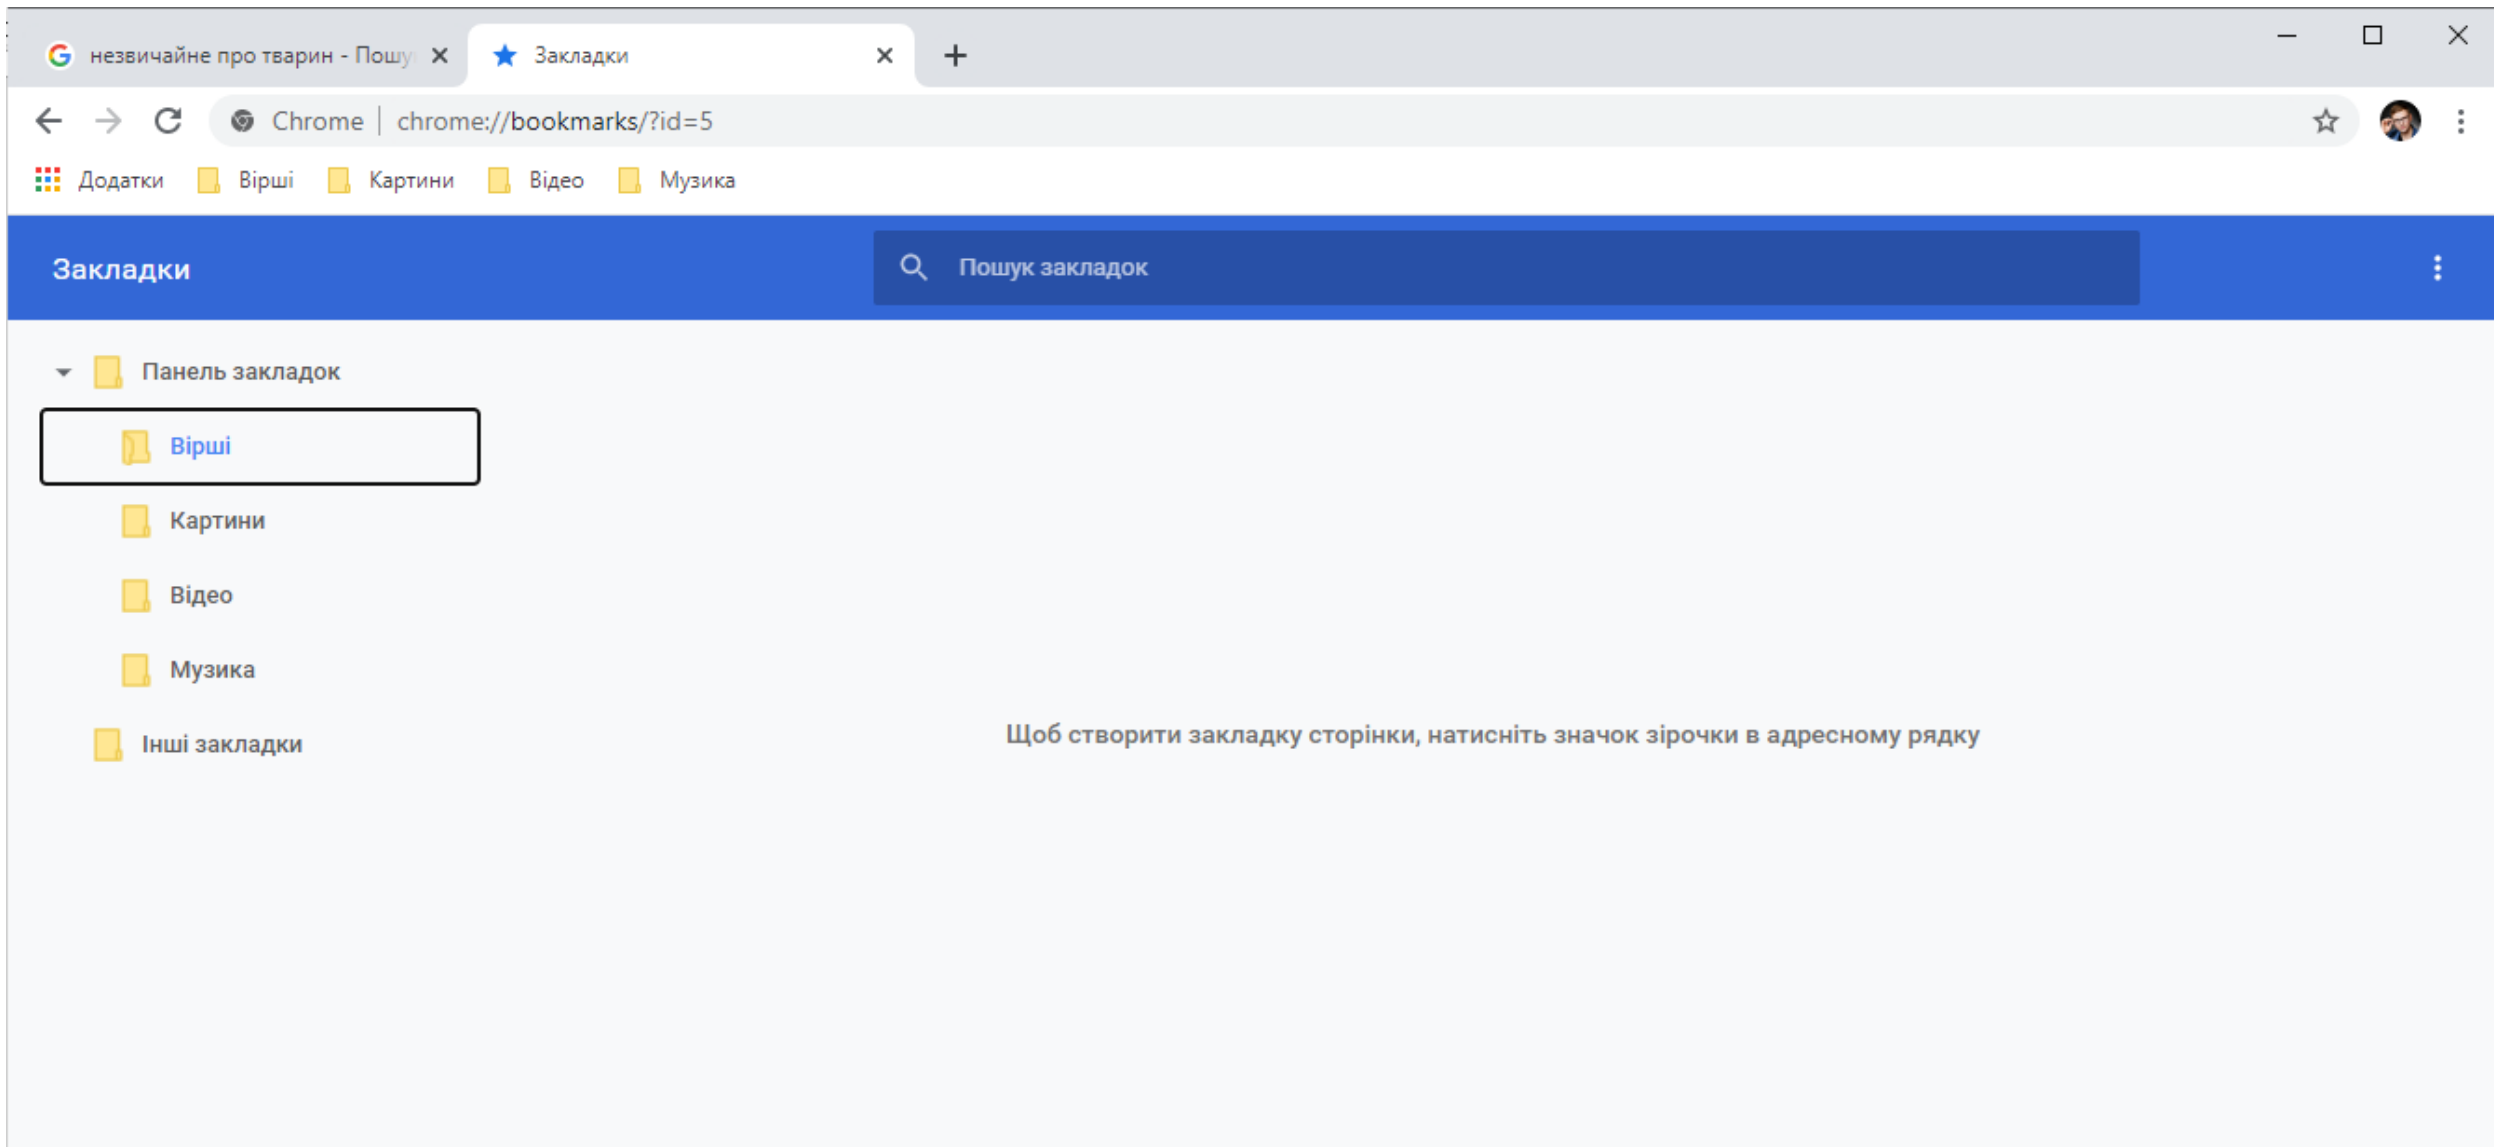 незвичайне про тварин - Пошу
Закладки
Chrome | chrome://bookmarks/?id=5
Додатки Вірші Картини Відео Музика
Закладки
Пошук закладок
Панель закладок
Вірші
Картини
Відео
Музика
Інші закладки
Щоб створити закладку сторінки, натисніть значок зірочки в адресному рядку